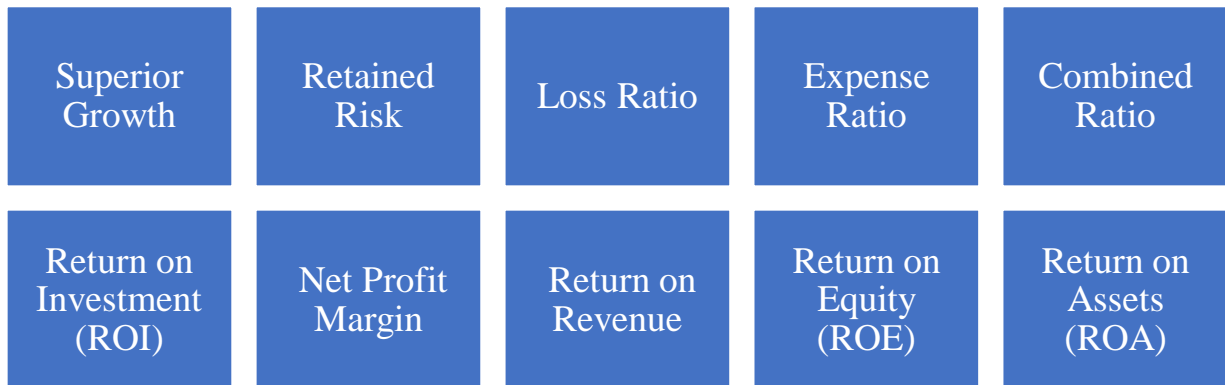 Superior
Growth
Retained
Risk
Loss Ratio
Expense
Ratio
Combined
Ratio
Return on
Investment
(ROI)
Net Profit
Margin
Return on
Revenue
Return on
Equity
(ROE)
Return on
Assets
(ROA)